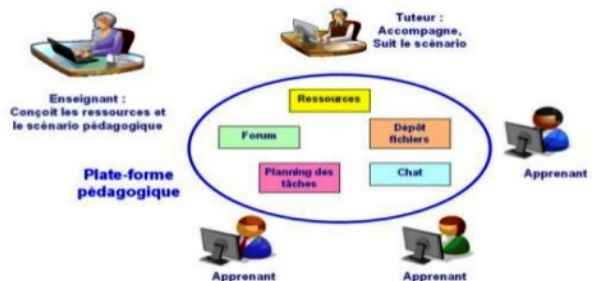 Tuteur :
Accompagne,
Suit le scénario
Enseignant :
Conçoit les ressources et
le scénario pédagogique
Ressources
Forum
Dépôt
fichiers
Planning des
tâches
Chat
Plate-forme
pédagogique
Apprenant
Apprenant
Apprenant